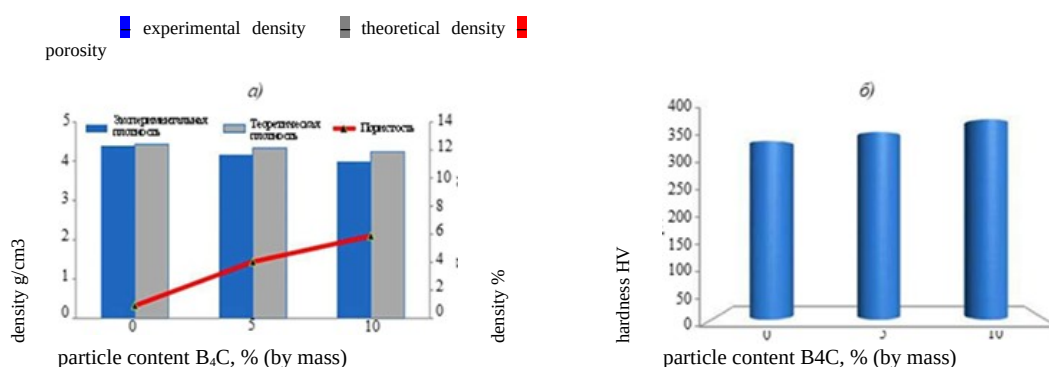 experimental density – theoretical density –
porosity
а)
б)
Экспериментальная плотность
Теоретическая плотность
Пористость
5
4
3
2
1
0
14
12
10
8
6
4
2
0
0 5 10
density g/cm3
density %
particle content B₄C, % (by mass)
400
350
300
250
200
150
100
50
0
0 5 10
hardness HV
particle content B4C, % (by mass)